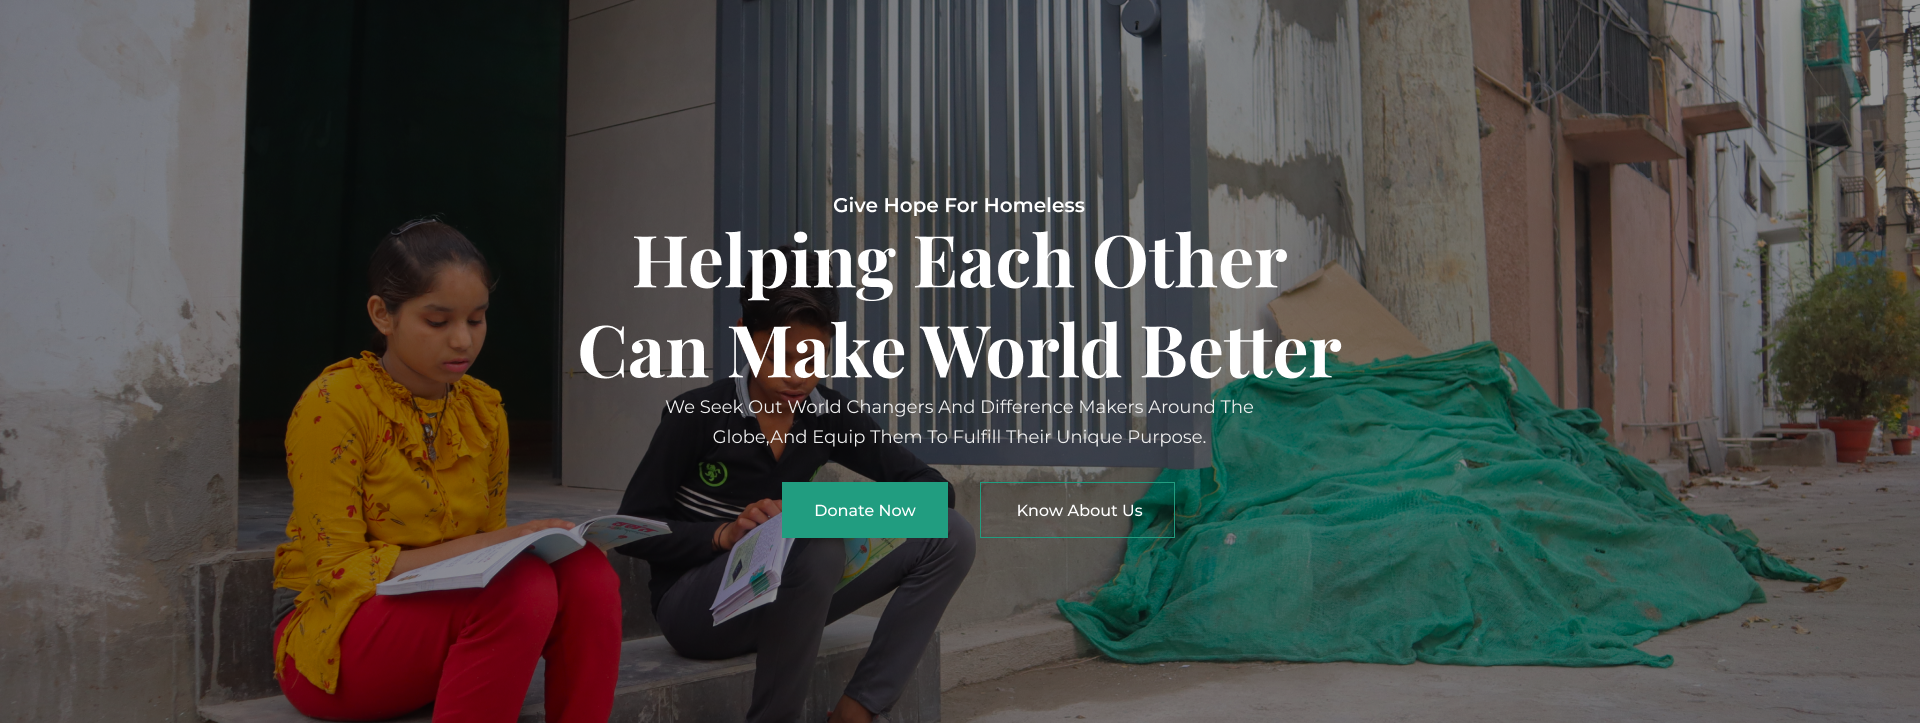 Give Hope For Homeless
Helping Each Other
Can Make World Better
We Seek Out World Changers And Difference Makers Around The
Globe,And Equip Them To Fulfill Their Unique Purpose.
Donate Now
Know About Us